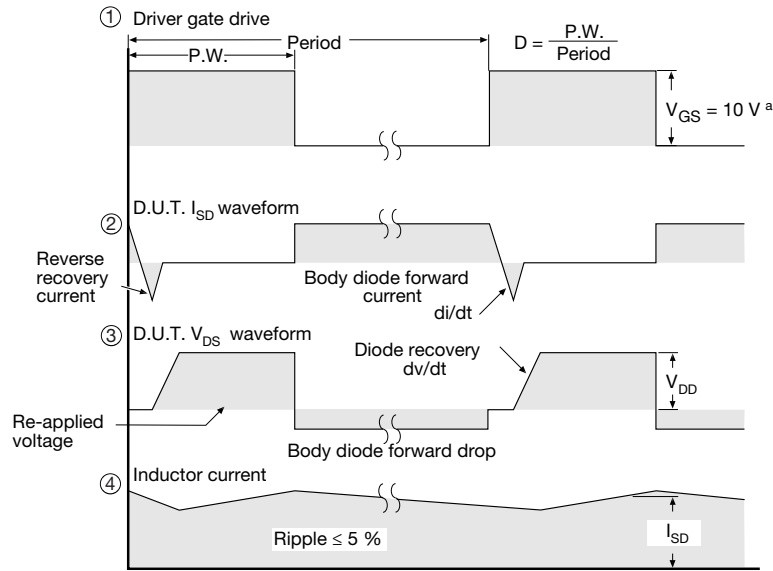 ① Driver gate drive
Period
P.W.
D = P.W. / Period
V_GS = 10 V ᵃ
② D.U.T. I_SD waveform
Reverse
recovery
current
Body diode forward
current
di/dt
③ D.U.T. V_DS waveform
Diode recovery
dv/dt
V_DD
Re-applied
voltage
Body diode forward drop
④ Inductor current
Ripple ≤ 5 %
I_SD